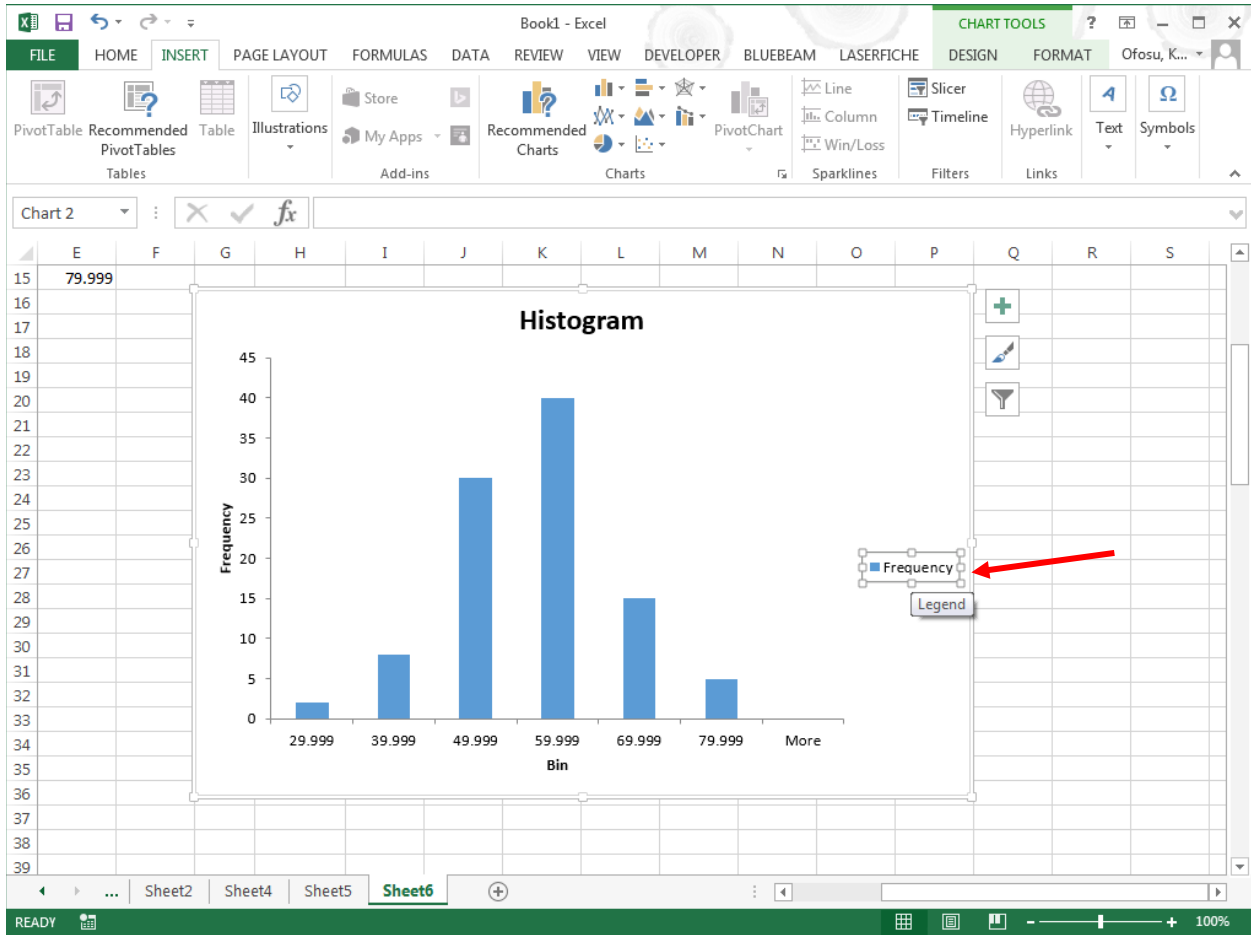 Book1 - Excel
CHART TOOLS
?
FILE HOME INSERT PAGE LAYOUT FORMULAS DATA REVIEW VIEW DEVELOPER BLUEBEAM LASERFICHE DESIGN FORMAT Ofosu, K...
PivotTable
Recommended
PivotTables
Table
Tables
Illustrations
Store
My Apps
Add-ins
Recommended
Charts
PivotChart
Charts
Line
Column
Win/Loss
Sparklines
Slicer
Timeline
Filters
Hyperlink
Links
A
Text
Ω
Symbols
Chart 2
fx
E F G H I J K L M N O P Q R S
15 79.999
16
17
18
19
20
21
22
23
24
25
26
27
28
29
30
31
32
33
34
35
36
37
38
39
Histogram
Frequency
45
40
35
30
25
20
15
10
5
0
29.999 39.999 49.999 59.999 69.999 79.999 More
Bin
Frequency
Legend
... Sheet2 Sheet4 Sheet5 Sheet6
READY
100%